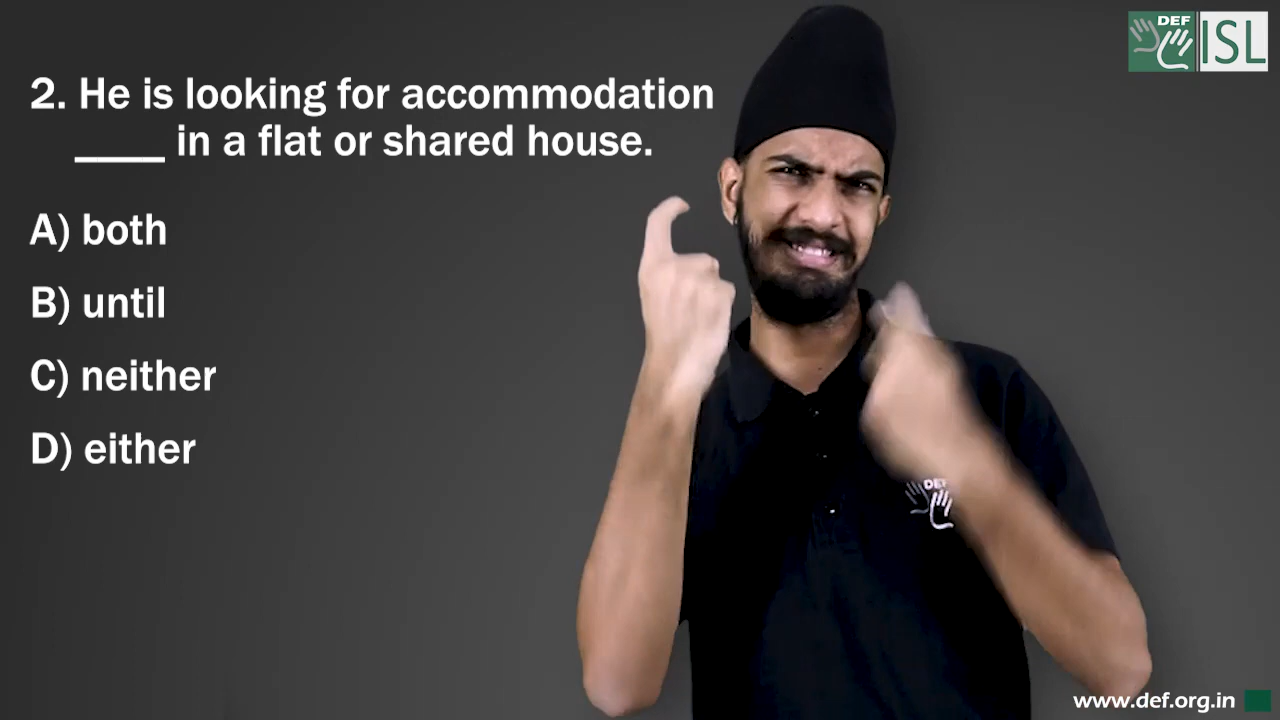 DEF
ISL
2. He is looking for accommodation
____ in a flat or shared house.
A) both
B) until
C) neither
D) either
DEF
www.def.org.in